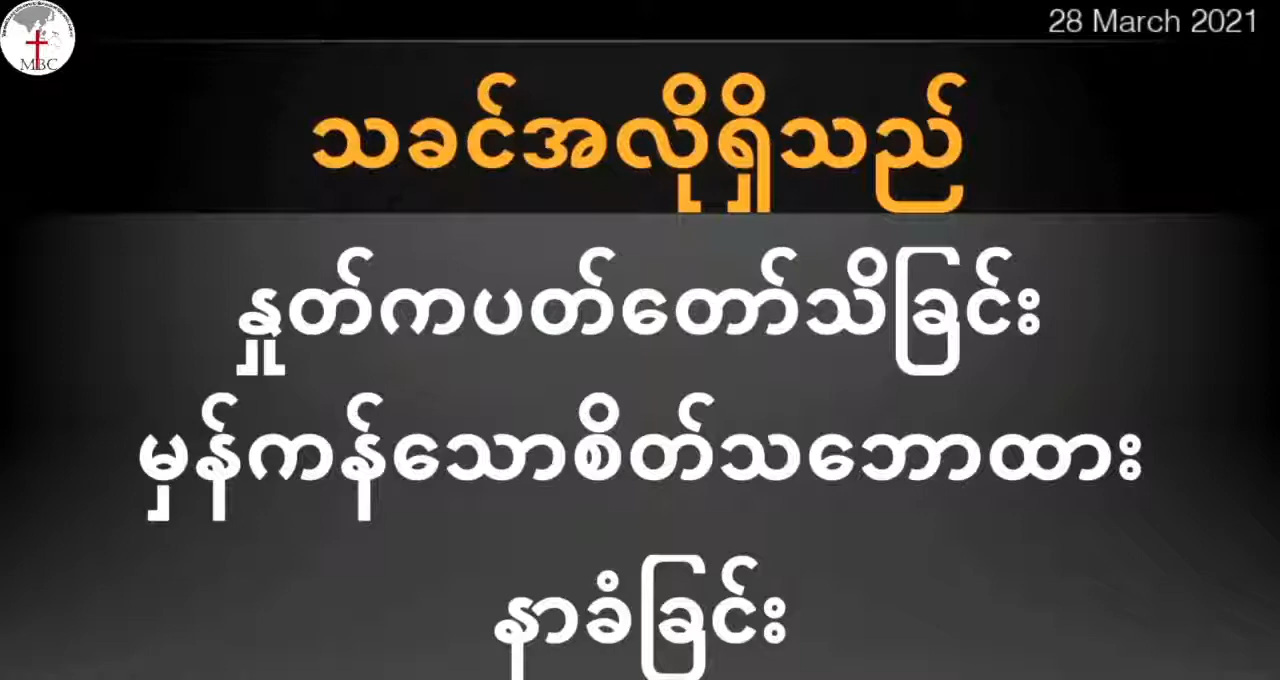 28 March 2021
MBC
သခင်အလိုရှိသည်
နှုတ်ကပတ်တော်သိခြင်း
မှန်ကန်သောစိတ်သဘောထား
နာခံခြင်း